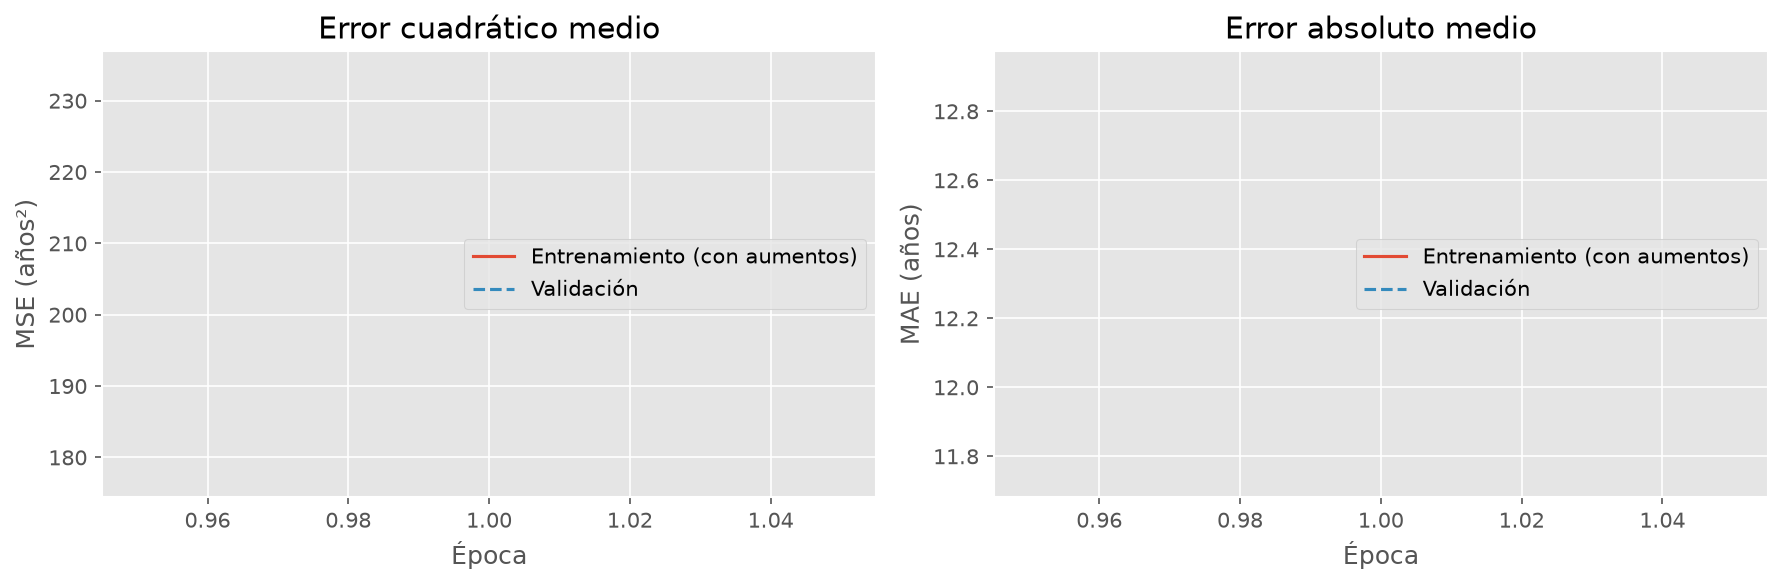 Error cuadrático medio
MSE (años²)
230
220
210
200
190
180
Entrenamiento (con aumentos)
Validación
0.96 0.98 1.00 1.02 1.04
Época
Error absoluto medio
MAE (años)
12.8
12.6
12.4
12.2
12.0
11.8
Entrenamiento (con aumentos)
Validación
0.96 0.98 1.00 1.02 1.04
Época